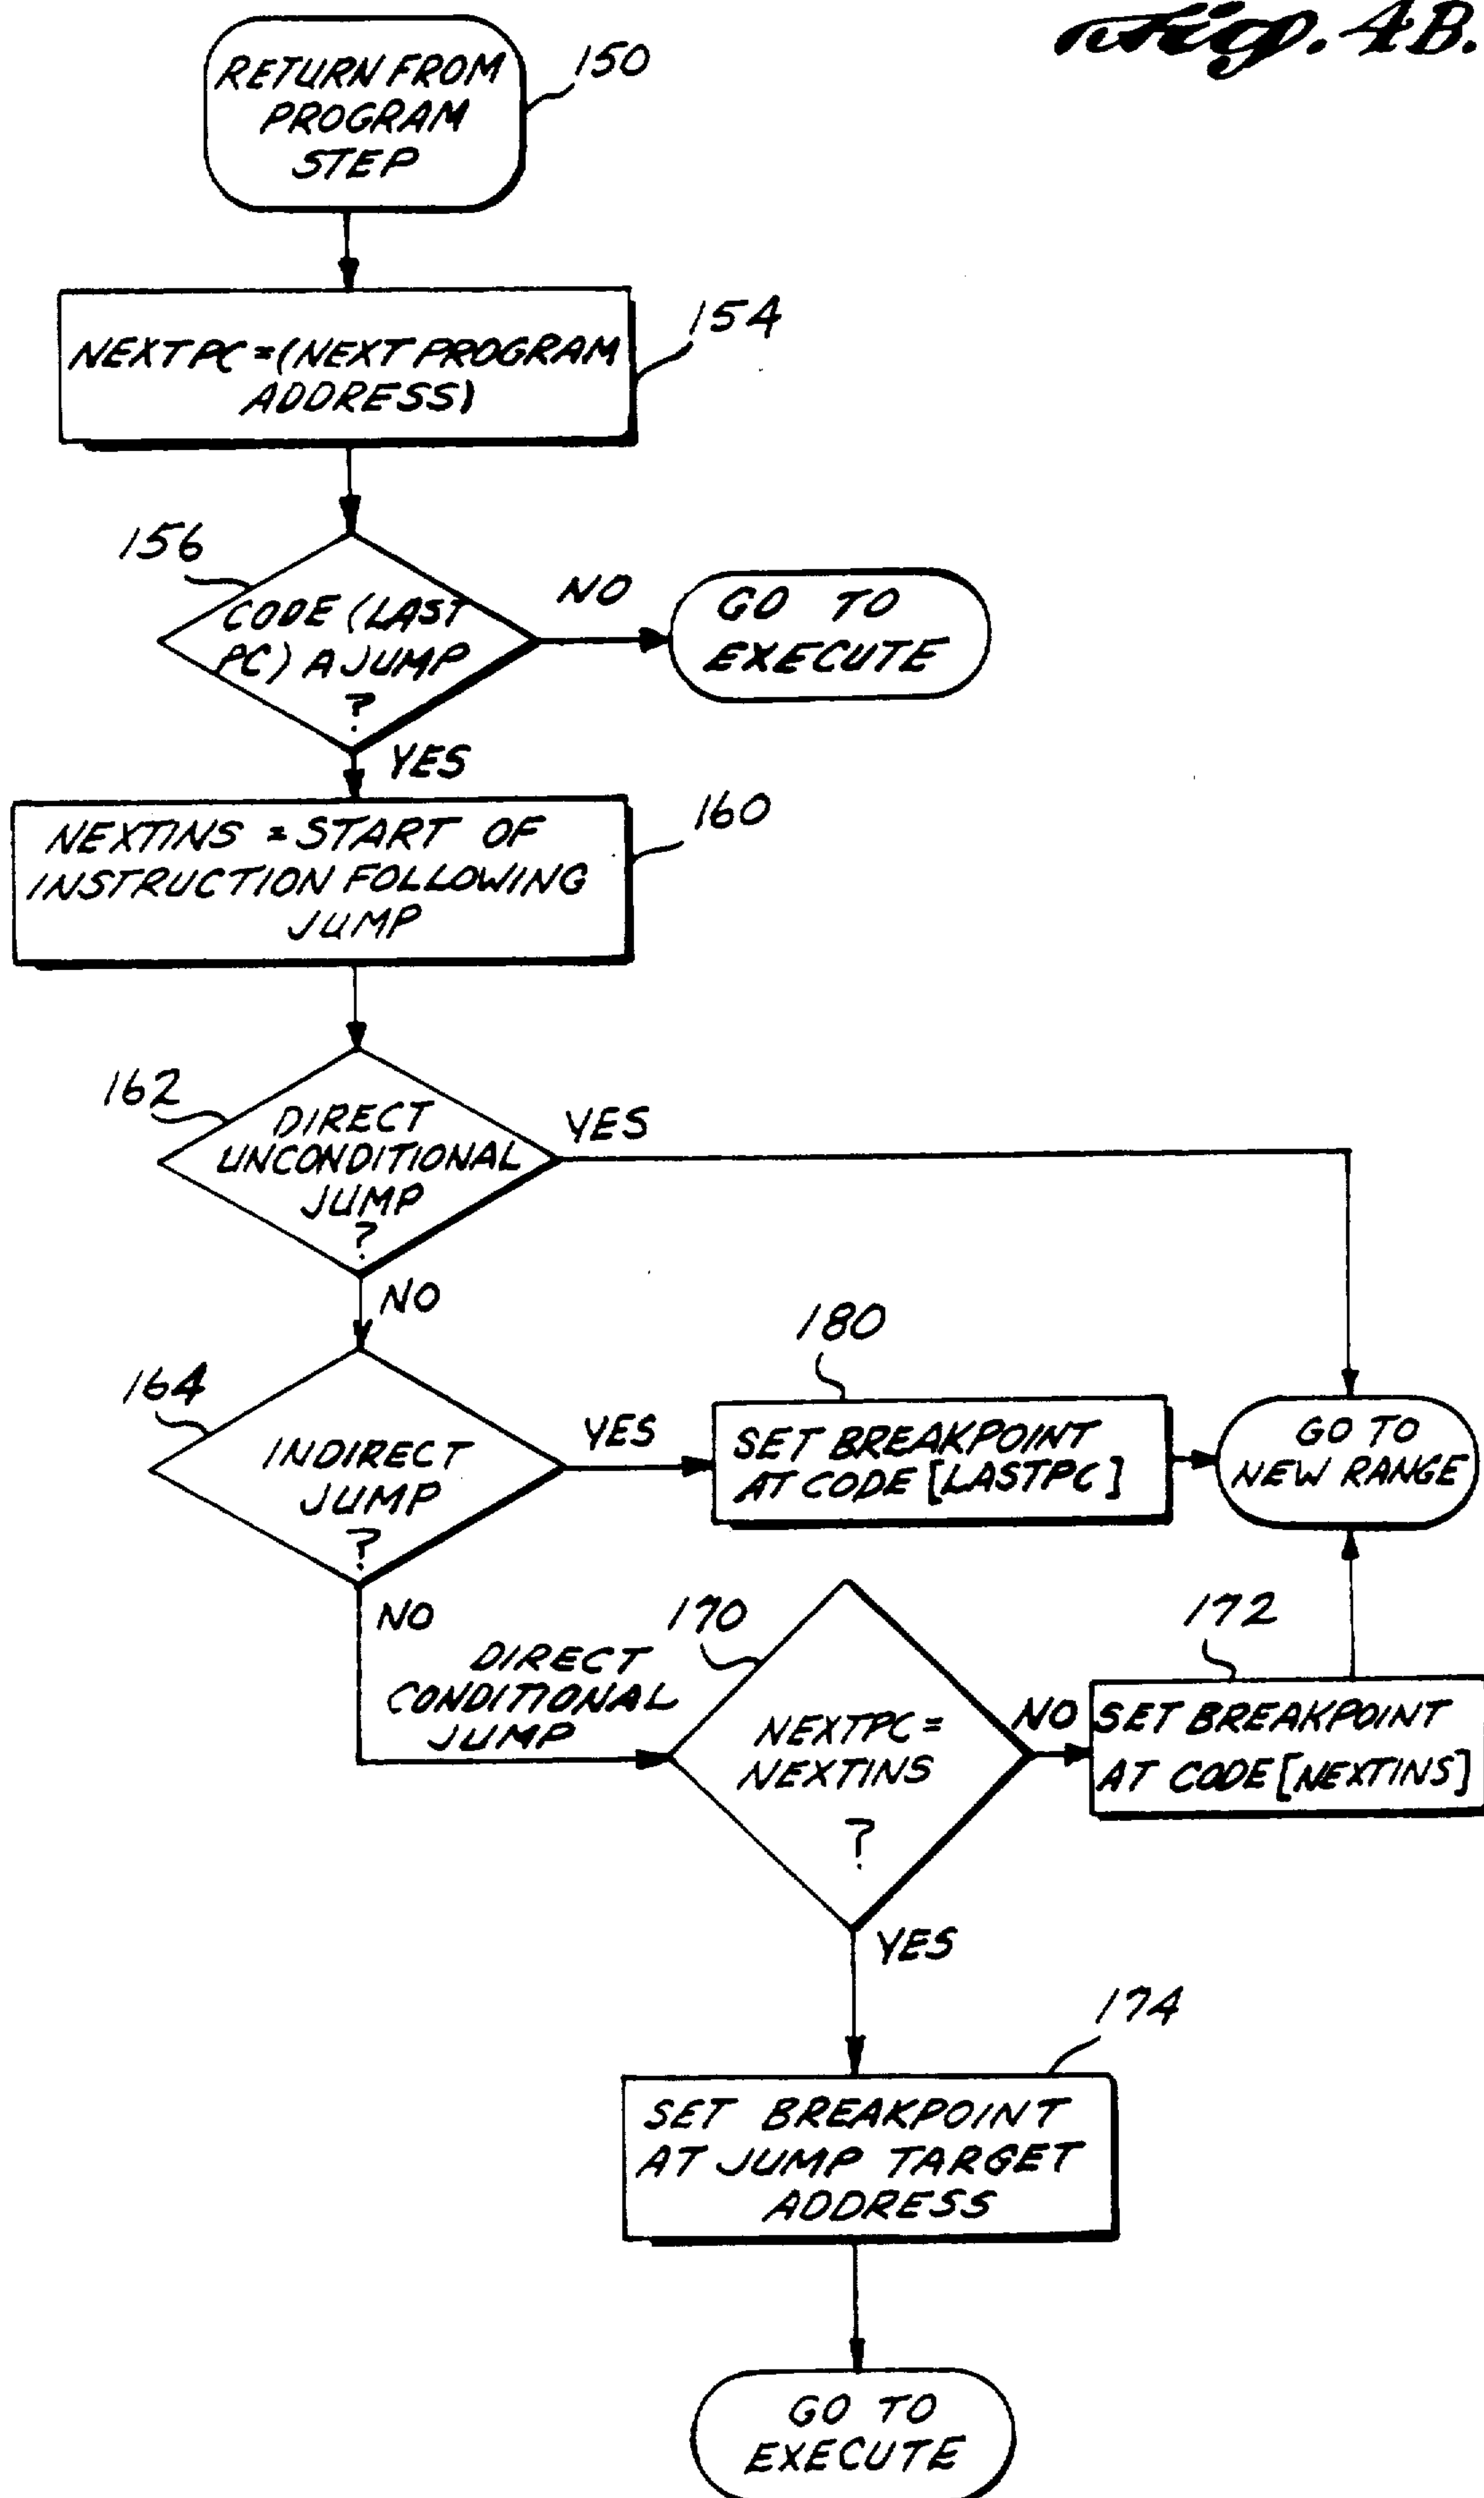 Fig. 4B.
RETURN FROM
PROGRAM
STEP
150
NEXTPC=(NEXT PROGRAM
ADDRESS)
154
156
CODE (LAST
PC) A JUMP
?
NO
GO TO
EXECUTE
YES
NEXTINS = START OF
INSTRUCTION FOLLOWING
JUMP
160
162
DIRECT
UNCONDITIONAL
JUMP
?
YES
NO
164
INDIRECT
JUMP
?
YES
180
SET BREAKPOINT
AT CODE [LASTPC]
GO TO
NEW RANGE
NO
DIRECT
CONDITIONAL
JUMP
170
NEXTPC=
NEXTINS
?
NO
172
SET BREAKPOINT
AT CODE [NEXTINS]
YES
174
SET BREAKPOINT
AT JUMP TARGET
ADDRESS
GO TO
EXECUTE